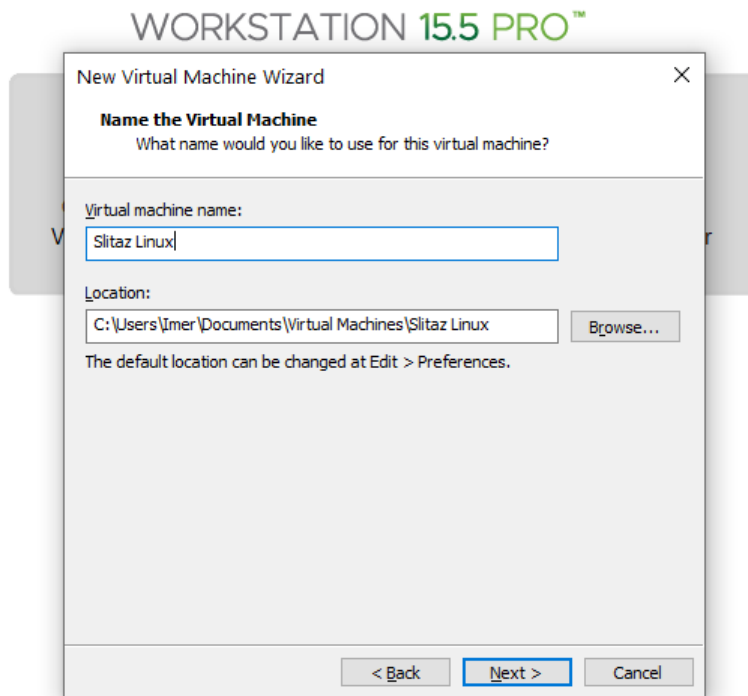 WORKSTATION 15.5 PRO™
New Virtual Machine Wizard
Name the Virtual Machine
What name would you like to use for this virtual machine?
Virtual machine name:
Slitaz Linux
Location:
C:\Users\Imer\Documents\Virtual Machines\Slitaz Linux
Browse...
The default location can be changed at Edit > Preferences.
< Back
Next >
Cancel